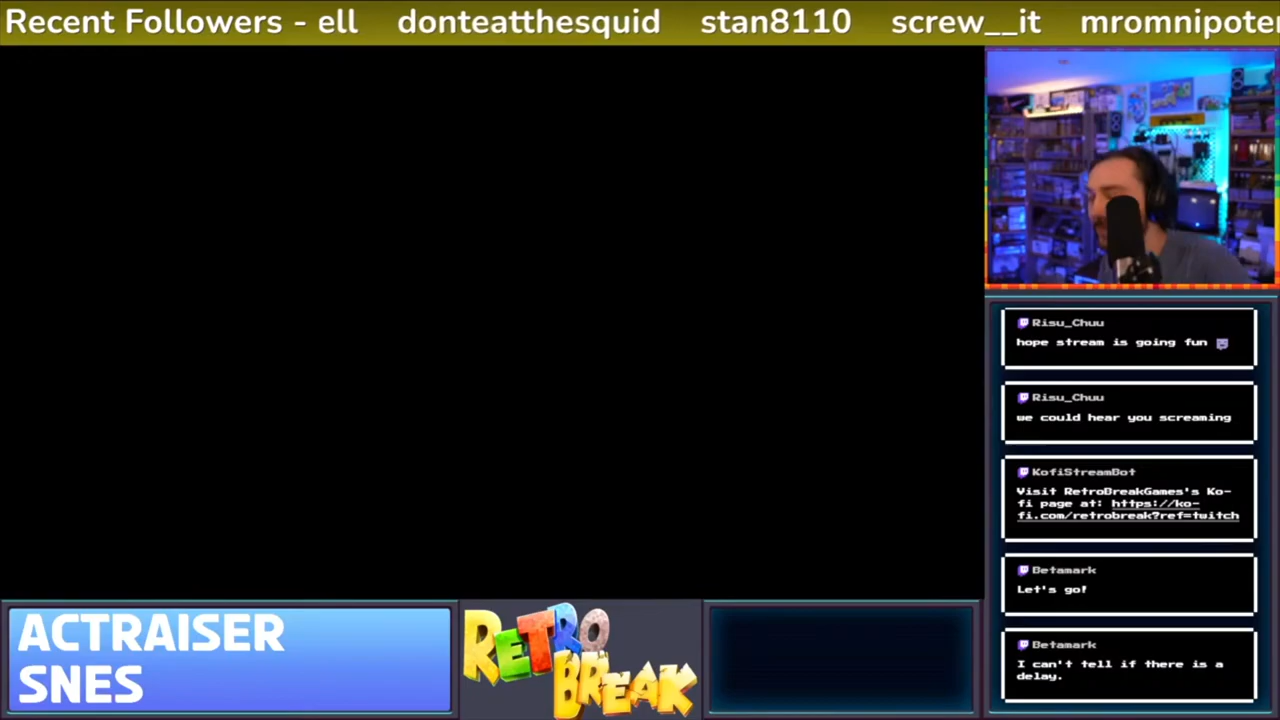 Recent Followers - ell donteatthesquid stan8110 screw__it mromnipoter
Risu_Chuu
hope stream is going fun
Risu_Chuu
we could hear you screaming
KofiStreamBot
Visit RetroBreakGames's Ko-
fi page at: https://ko-
fi.com/retrobreak?ref=twitch
Betamark
Let's go!
Betamark
I can't tell if there is a
delay.
ACTRAISER
SNES
RETRO
BREAK